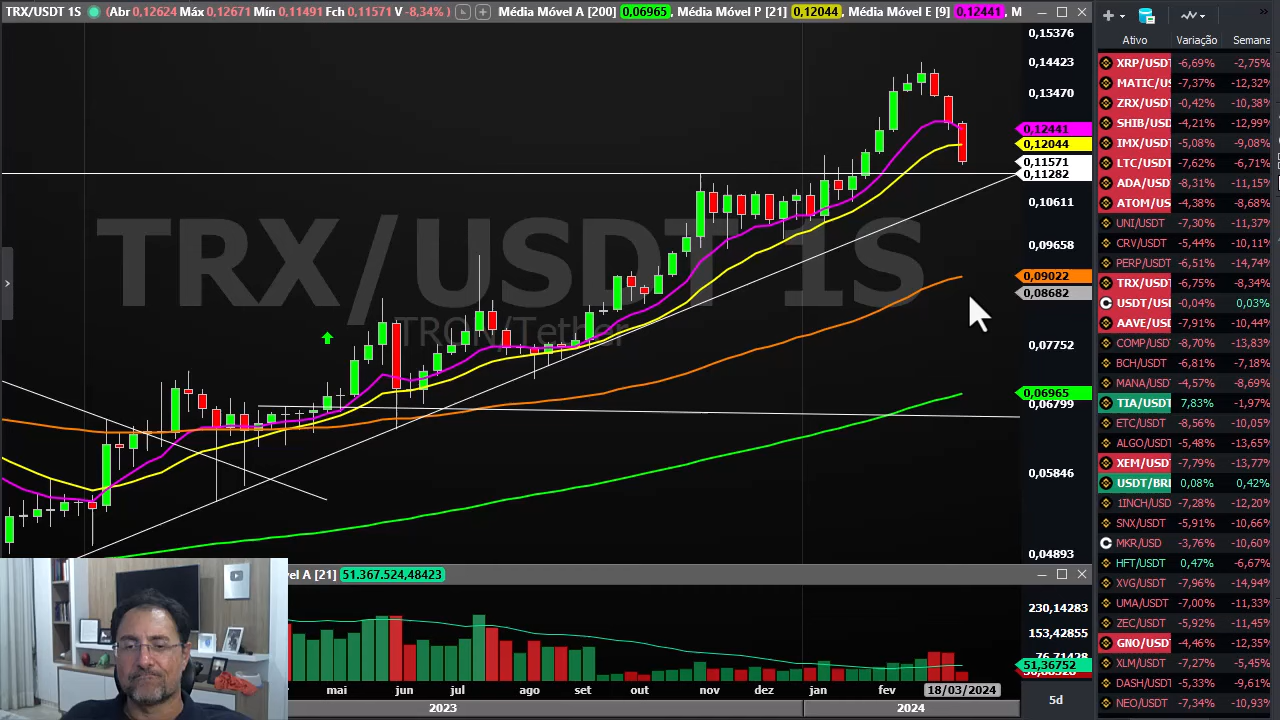 TRX/USDT 1S (Abr 0,12624 Máx 0,12671 Mín 0,11491 Fch 0,11571 V -8,34% ) Média Móvel A [200] 0,06965, Média Móvel P [21] 0,12044, Média Móvel E [9] 0,12441, M
0,15376
0,14423
0,13470
0,12441
0,12044
0,11571
0,11282
0,10611
0,09658
0,09022
0,08682
0,07752
0,06965
0,06799
0,05846
0,04893
TRX/USDT 1S
TRON/Tether
vel A [21] 51.367.524,48423
230,14283
153,42855
76,71428
51,36752
mai jun jul ago set out nov dez jan fev 18/03/2024
2023 2024
5d
Ativo Variação Semana
XRP/USDT -6,69% -2,75%
MATIC/US -7,37% -12,32%
ZRX/USDT -0,42% -10,38%
SHIB/USD -4,21% -12,99%
IMX/USDT -5,08% -9,08%
LTC/USDT -7,62% -6,71%
ADA/USDT -8,31% -11,15%
ATOM/USD -4,38% -8,68%
UNI/USDT -7,30% -11,37%
CRV/USDT -5,44% -10,11%
PERP/USD -6,51% -14,74%
TRX/USDT -6,75% -8,34%
USDT/USD -0,04% 0,03%
AAVE/USD -7,91% -10,44%
COMP/USD -8,70% -13,83%
BCH/USDT -6,81% -7,18%
MANA/USD -4,57% -8,69%
TIA/USDT 7,83% -1,97%
ETC/USDT -8,56% -10,05%
ALGO/USD -5,48% -13,65%
XEM/USDT -7,79% -13,77%
USDT/BRL 0,08% 0,42%
1INCH/US -7,28% -12,20%
SNX/USDT -5,91% -10,66%
MKR/USD -3,76% -10,60%
HFT/USDT 0,47% -6,67%
XVG/USDT -7,96% -14,94%
UMA/USDT -7,00% -11,33%
ZEC/USDT -5,92% -11,45%
GNO/USDT -4,46% -12,35%
XLM/USDT -7,27% -5,45%
DASH/USD -5,33% -9,61%
NEO/USDT -7,34% -10,93%